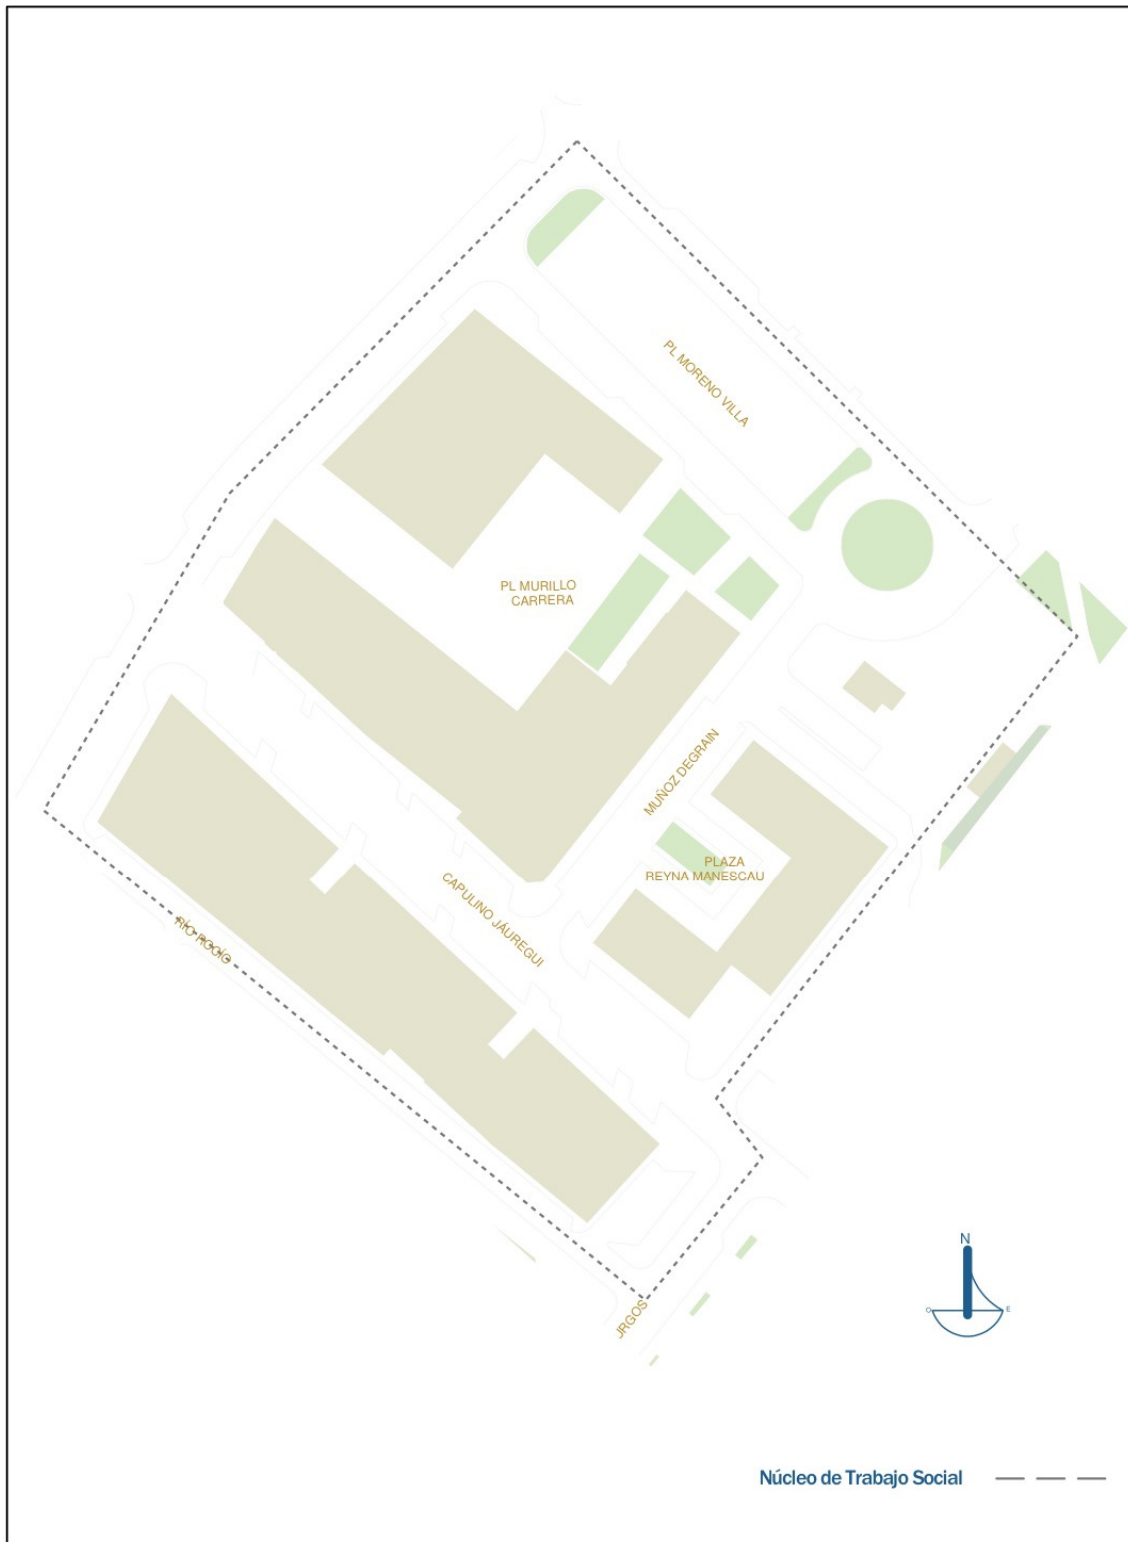 PL MORENO VILLA
PL MURILLO
CARRERA
MUÑOZ DEGRAIN
PLAZA
REYNA MANESCAU
CAPULINO JÁUREGUI
RÍO ROCÍO
JRGOS
N
O
E
Núcleo de Trabajo Social